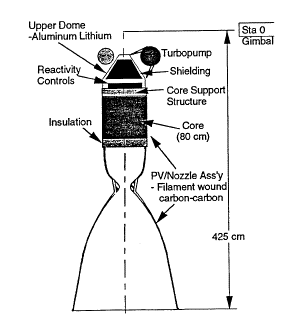 Upper Dome
-Aluminum Lithium
Sta 0
Gimbal
Turbopump
Reactivity
Controls
Shielding
Core Support
Structure
Insulation
Core
(80 cm)
PV/Nozzle Ass'y
- Filament wound
carbon-carbon
425 cm